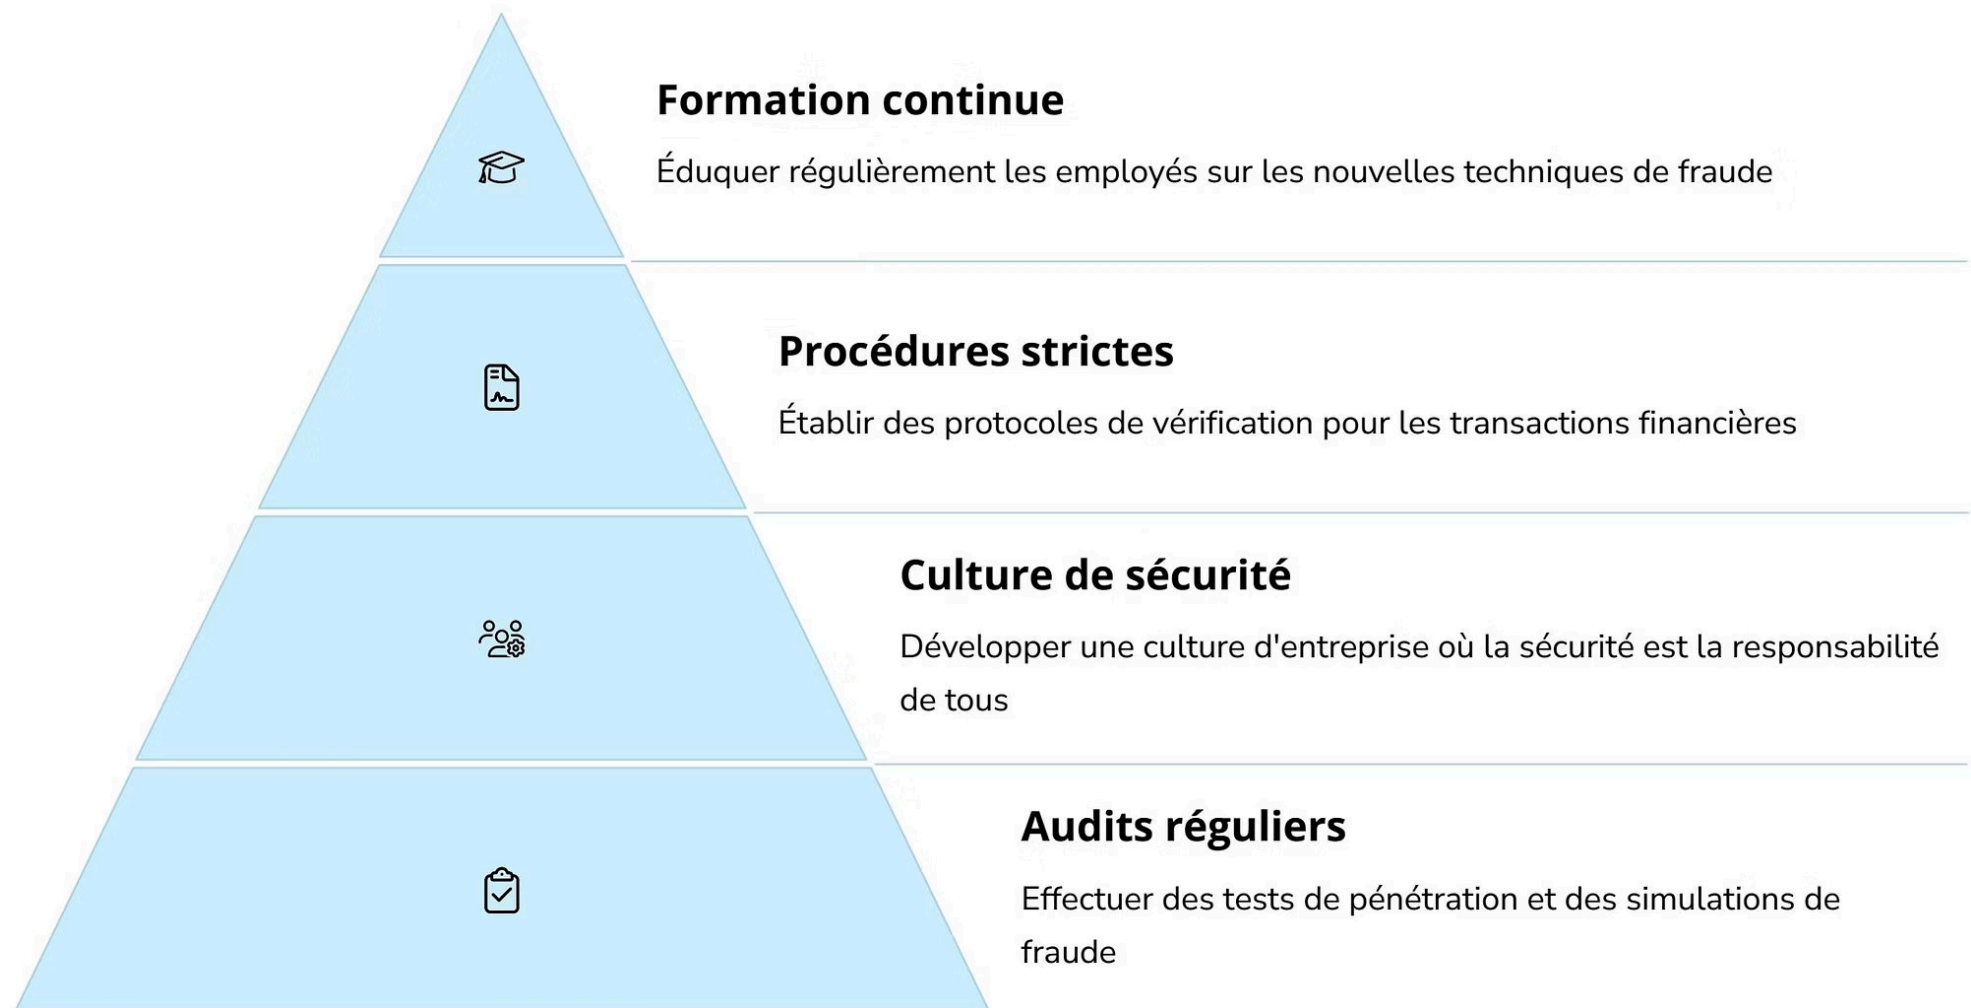 Formation continue
Éduquer régulièrement les employés sur les nouvelles techniques de fraude
Procédures strictes
Établir des protocoles de vérification pour les transactions financières
Culture de sécurité
Développer une culture d'entreprise où la sécurité est la responsabilité
de tous
Audits réguliers
Effectuer des tests de pénétration et des simulations de
fraude